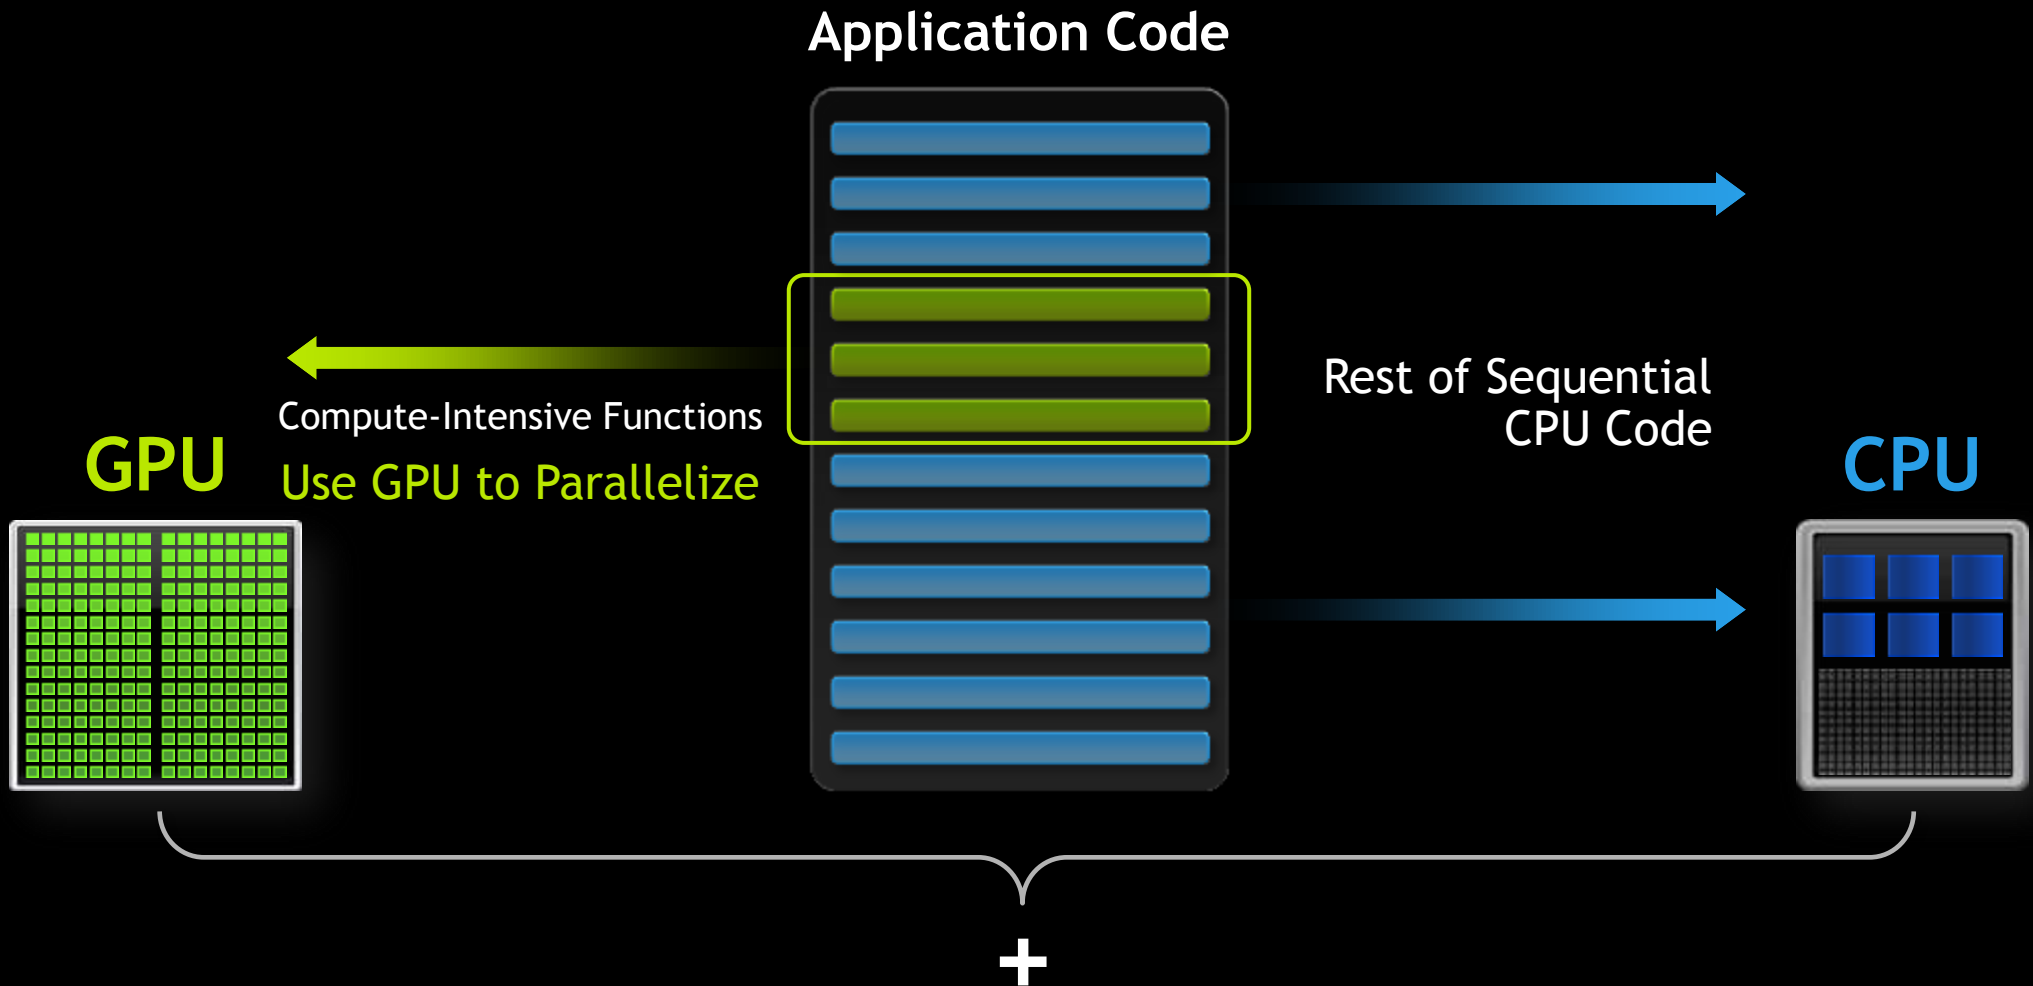 Application Code
Compute-Intensive Functions
Use GPU to Parallelize
GPU
Rest of Sequential
CPU Code
CPU
+